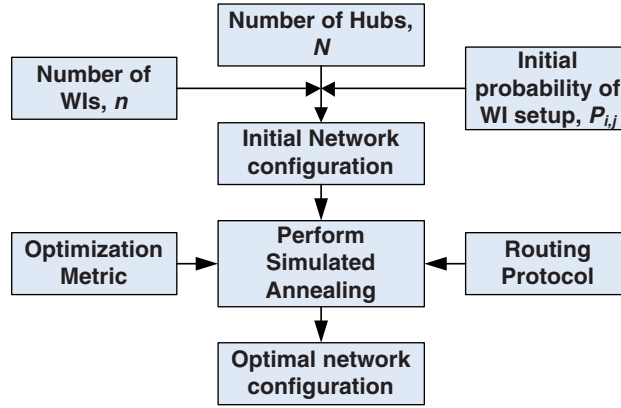 Number of Hubs,
N
Number of
WIs, n
Initial
probability of
WI setup, Pi,j
Initial Network
configuration
Optimization
Metric
Perform
Simulated
Annealing
Routing
Protocol
Optimal network
configuration